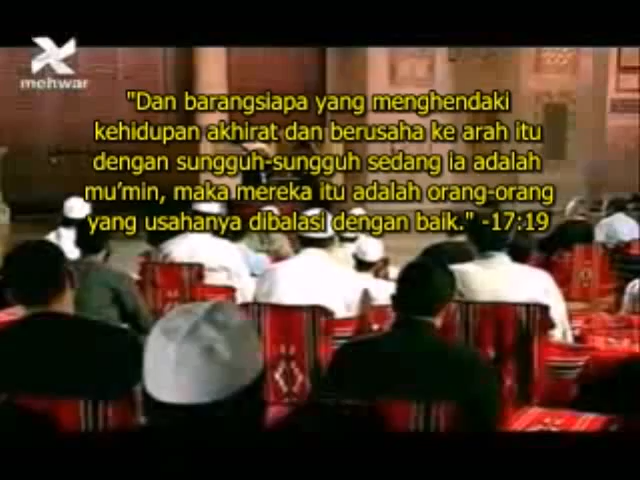 mehwar
"Dan barangsiapa yang menghendaki
kehidupan akhirat dan berusaha ke arah itu
dengan sungguh-sungguh sedang ia adalah
mu'min, maka mereka itu adalah orang-orang
yang usahanya dibalasi dengan baik." -17:19